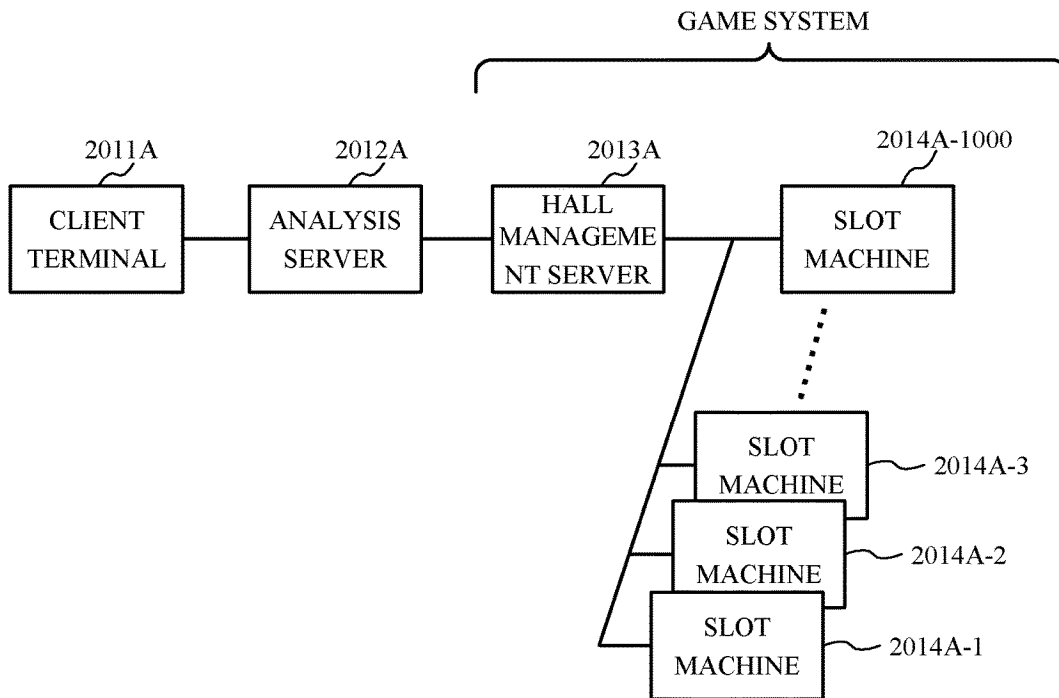 GAME SYSTEM
2011A
2012A
2013A
2014A-1000
CLIENT
TERMINAL
ANALYSIS
SERVER
HALL
MANAGEME
NT SERVER
SLOT
MACHINE
SLOT
MACHINE
2014A-3
SLOT
MACHINE
2014A-2
SLOT
MACHINE
2014A-1